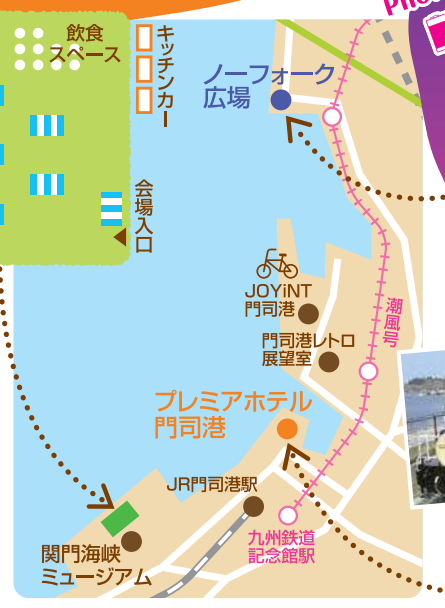 飲食
スペース
キッチンカー
会場入口
ノーフォーク
広場
JOYiNT
門司港
門司港レトロ
展望室
潮風号
プレミアホテル
門司港
JR門司港駅
九州鉄道
記念館駅
関門海峡
ミュージアム